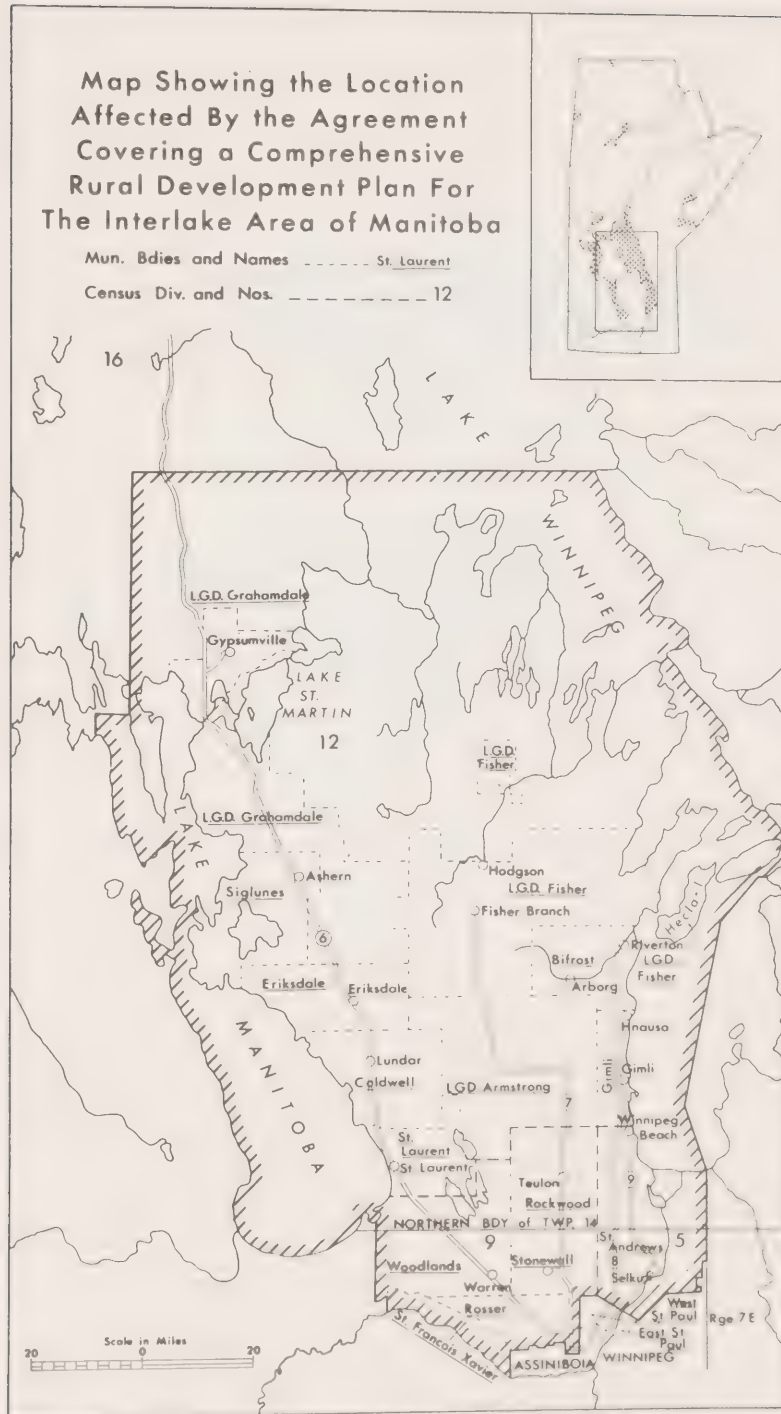 Map Showing the Location
Affected By the Agreement
Covering a Comprehensive
Rural Development Plan For
The Interlake Area of Manitoba
Mun. Bdies and Names ______ St. Laurent
Census Div. and Nos. ________ 12
16
LAKE
WINNIPEG
L.G.D. Grahamdale
Gypsumville
LAKE
ST.
MARTIN
12
L.G.D.
Fisher
L.G.D. Grahamdale
LAKE
MANITOBA
Ashern
Siglunes
Hodgson
L.G.D. Fisher
Fisher Branch
Hecla I
6
Riverton
LGD
Fisher
Bifrost
Arborg
Eriksdale
Eriksdale
Hnausa
Lundar
Gimli
Gimli
Coldwell
LGD Armstrong
7
Winnipeg
Beach
St.
Laurent
St. Laurent
Teulon
9
Rockwood
NORTHERN BDY of TWP. 14
9
St.
Andrews
5
8
Woodlands
Stonewall
Selkirk
Warren
Rosser
West
St Paul
Rge 7E
East St
Paul
St. Francois Xavier
ASSINIBOIA
WINNIPEG
Scale in Miles
20 0 20